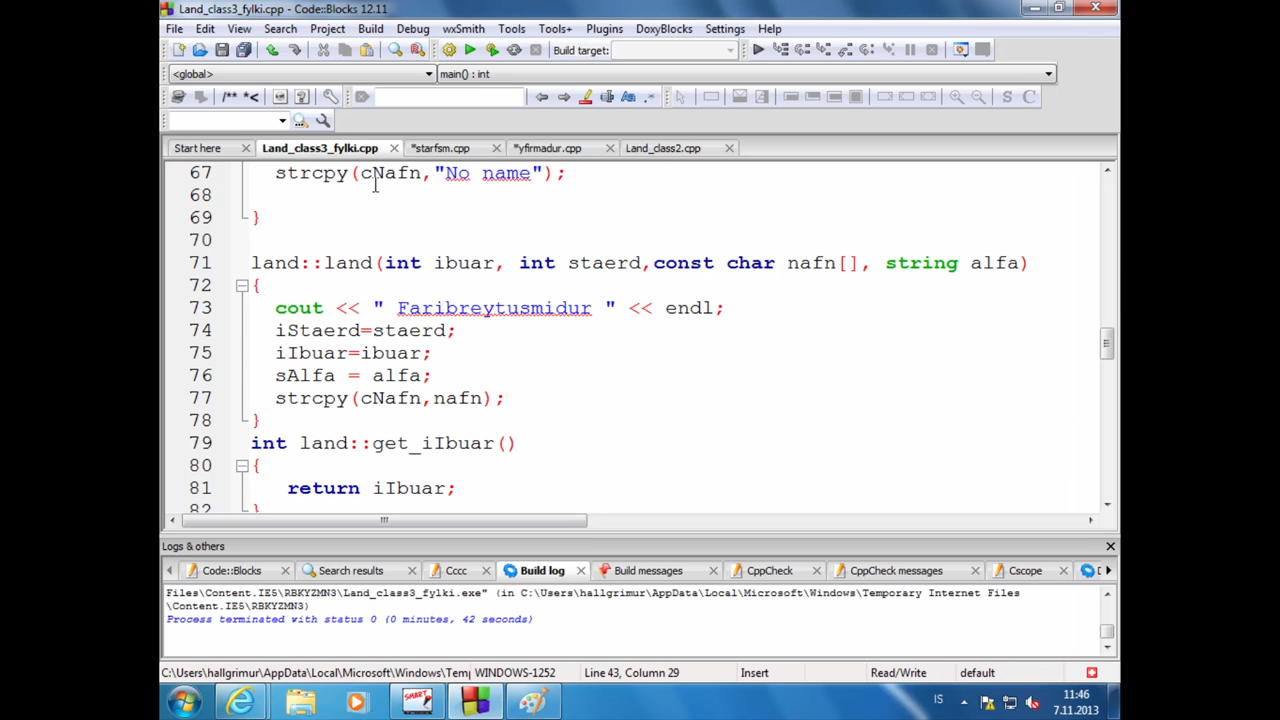 Land_class3_fylki.cpp - Code::Blocks 12.11
File Edit View Search Project Build Debug wxSmith Tools Tools+ Plugins DoxyBlocks Settings Help
Build target:
<global> main() : int
/** *<
Start here Land_class3_fylki.cpp *starfsm.cpp *yfirmadur.cpp Land_class2.cpp
67 strcpy(cNafn,"No name");
68
69 }
70
71 land::land(int ibuar, int staerd,const char nafn[], string alfa)
72 {
73 cout << " Faribreytusmidur " << endl;
74 iStaerd=staerd;
75 iIbuar=ibuar;
76 sAlfa = alfa;
77 strcpy(cNafn,nafn);
78 }
79 int land::get_iIbuar()
80 {
81 return iIbuar;
82 }
Logs & others
Code::Blocks Search results Cccc Build log Build messages CppCheck CppCheck messages Cscope D
Files\Content.IE5\RBKYZMN3\Land_class3_fylki.exe" (in C:\Users\hallgrimur\AppData\Local\Microsoft\Windows\Temporary Internet Files
\Content.IE5\RBKYZMN3)
Process terminated with status 0 (0 minutes, 42 seconds)
C:\Users\hallgrimur\AppData\Local\Microsoft\Windows\Tem WINDOWS-1252 Line 43, Column 29 Insert Read/Write default
SMART IS 11:46
7.11.2013